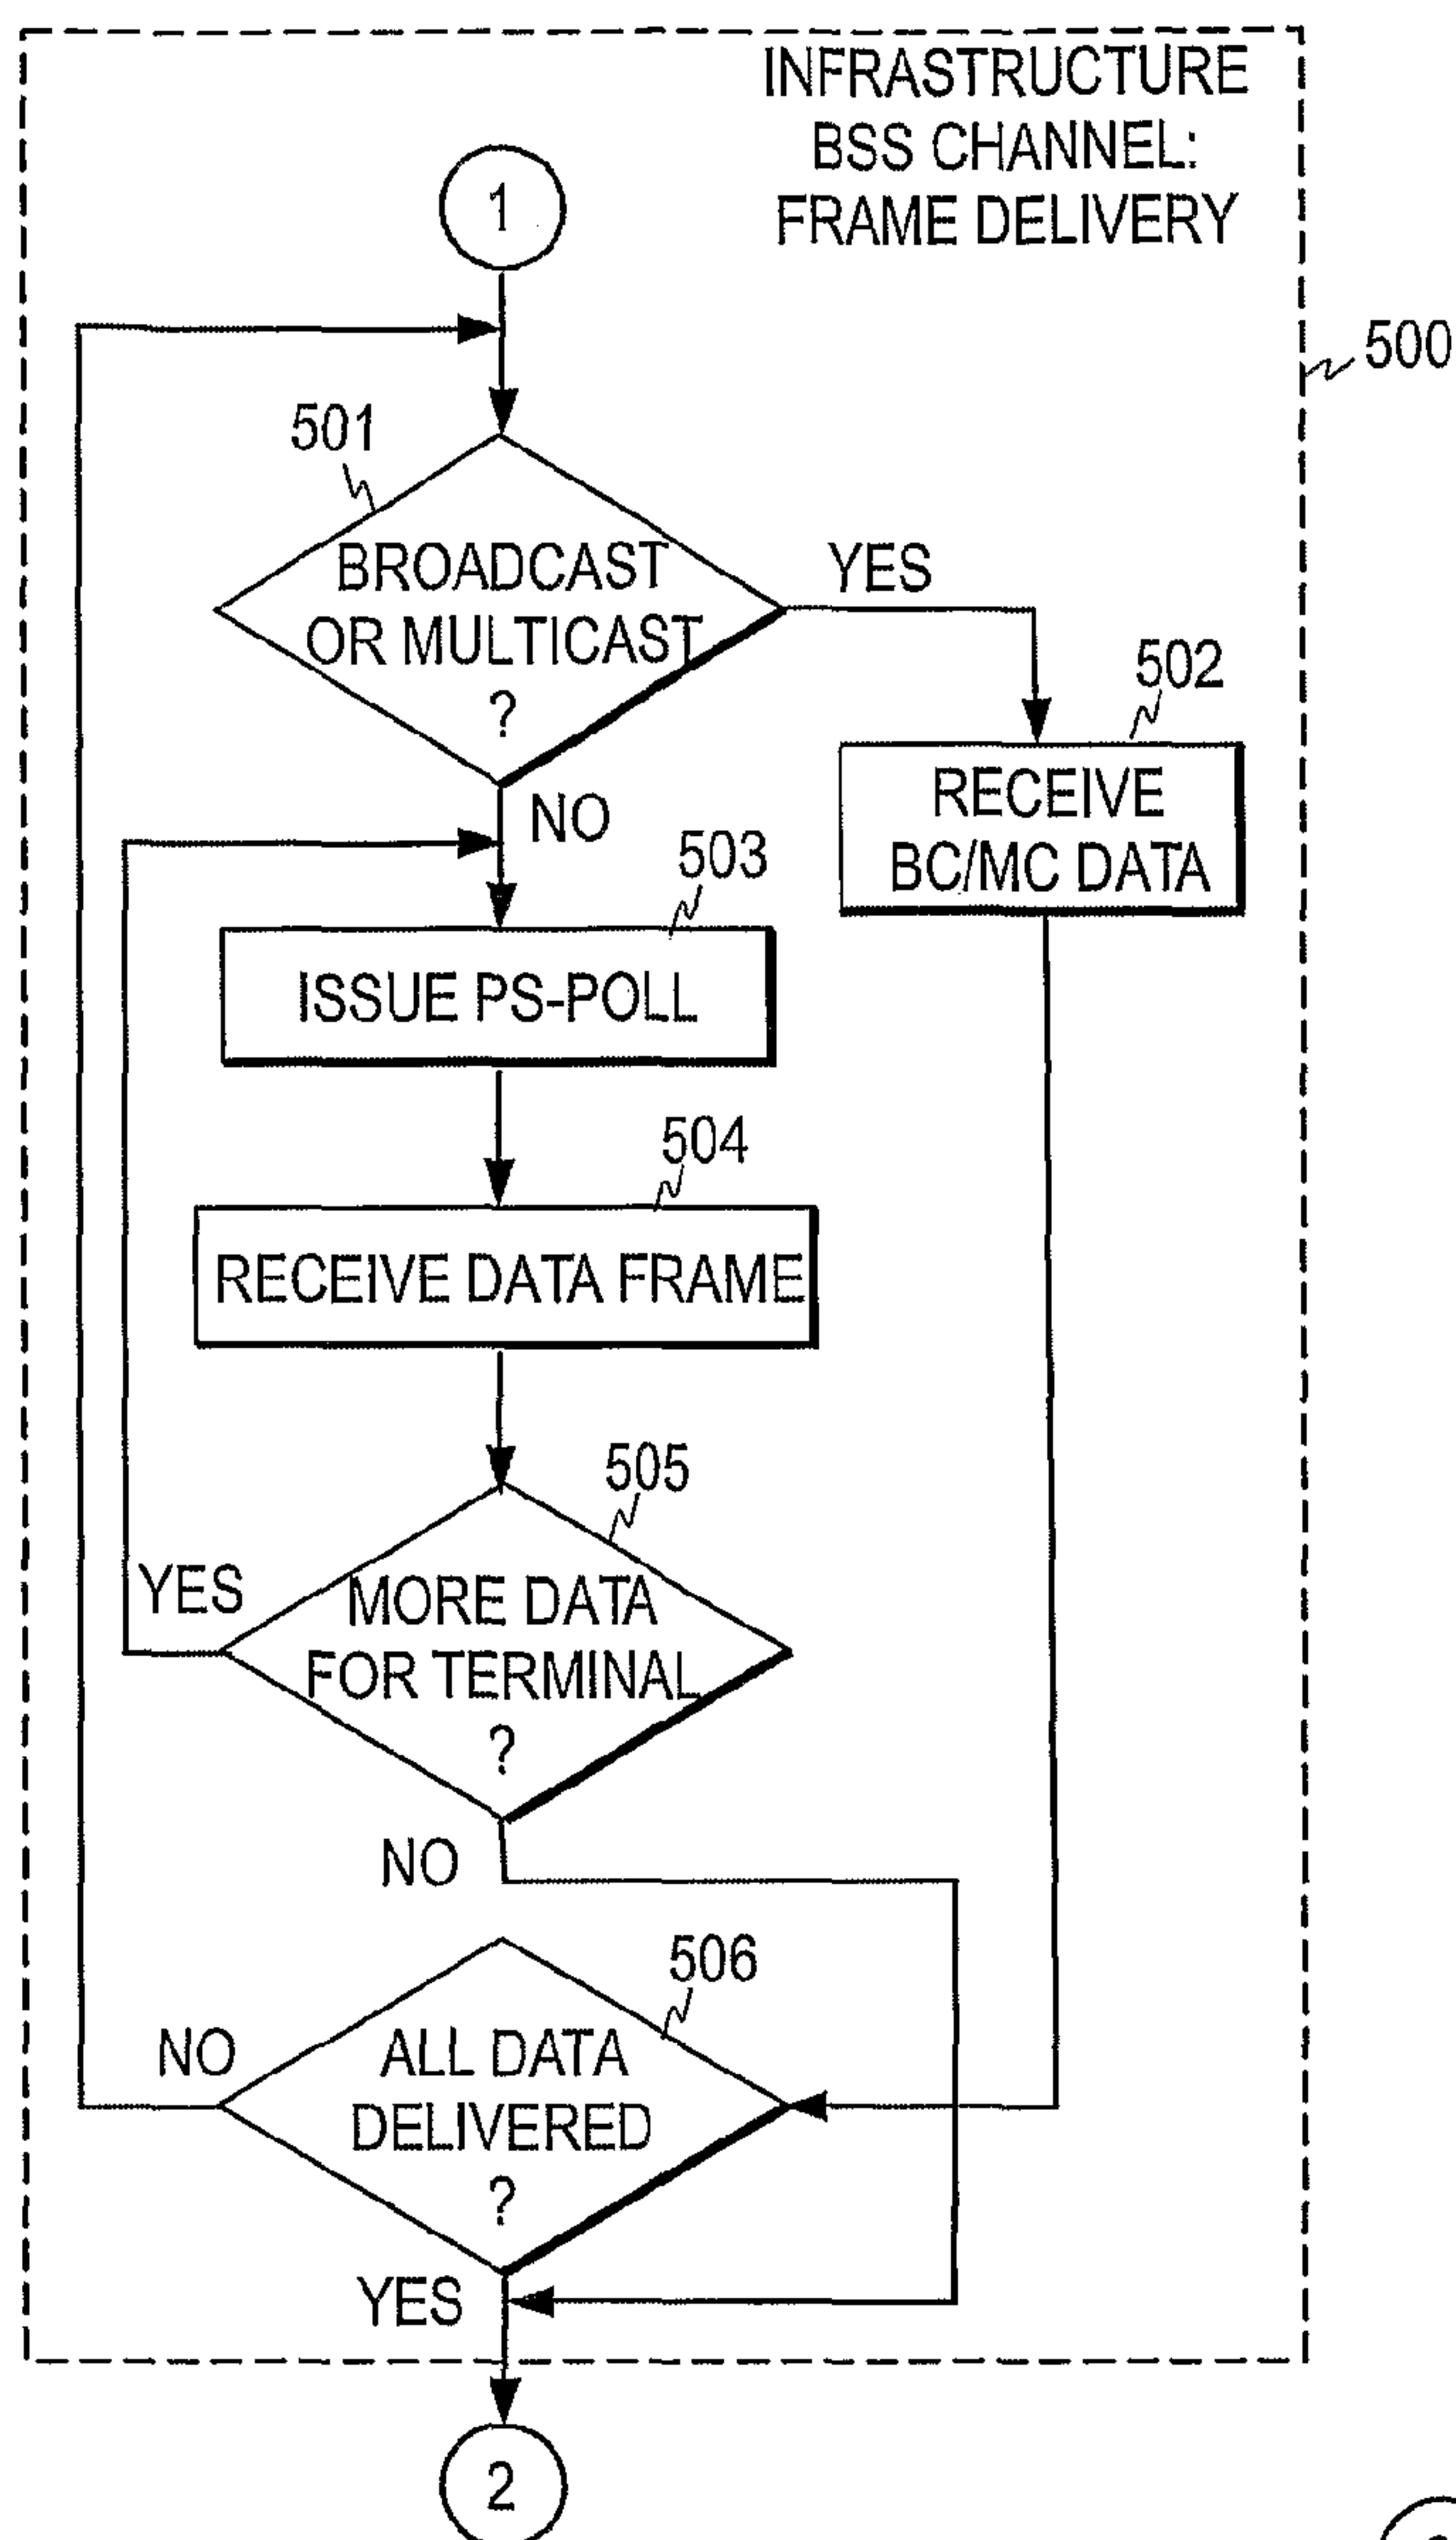 INFRASTRUCTURE
BSS CHANNEL:
FRAME DELIVERY
1
500
501
BROADCAST
OR MULTICAST
?
YES
502
RECEIVE
BC/MC DATA
NO
503
ISSUE PS-POLL
504
RECEIVE DATA FRAME
505
YES
MORE DATA
FOR TERMINAL
?
NO
506
NO
ALL DATA
DELIVERED
?
YES
2